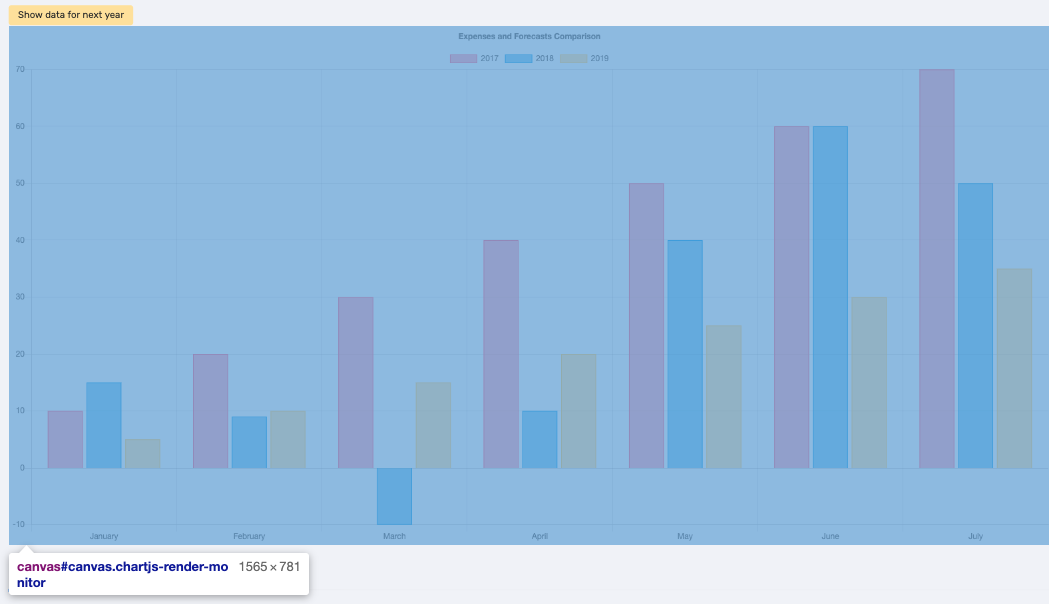 Show data for next year
Expenses and Forecasts Comparison
2017 2018 2019
70
60
50
40
30
20
10
0
-10
January February March April May June July
canvas#canvas.chartjs-render-mo 1565 × 781
nitor